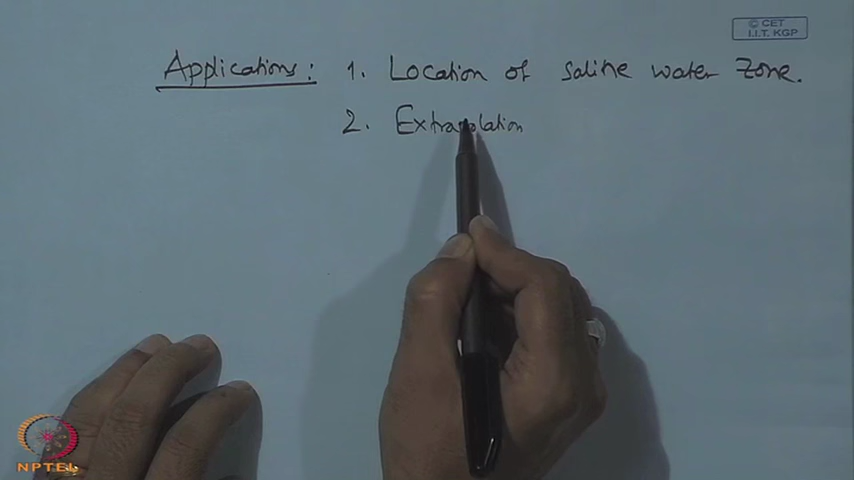 © CET
I.I.T. KGP
Applications: 1. Location of saline water zone.
2. Extrapolation
NPTEL